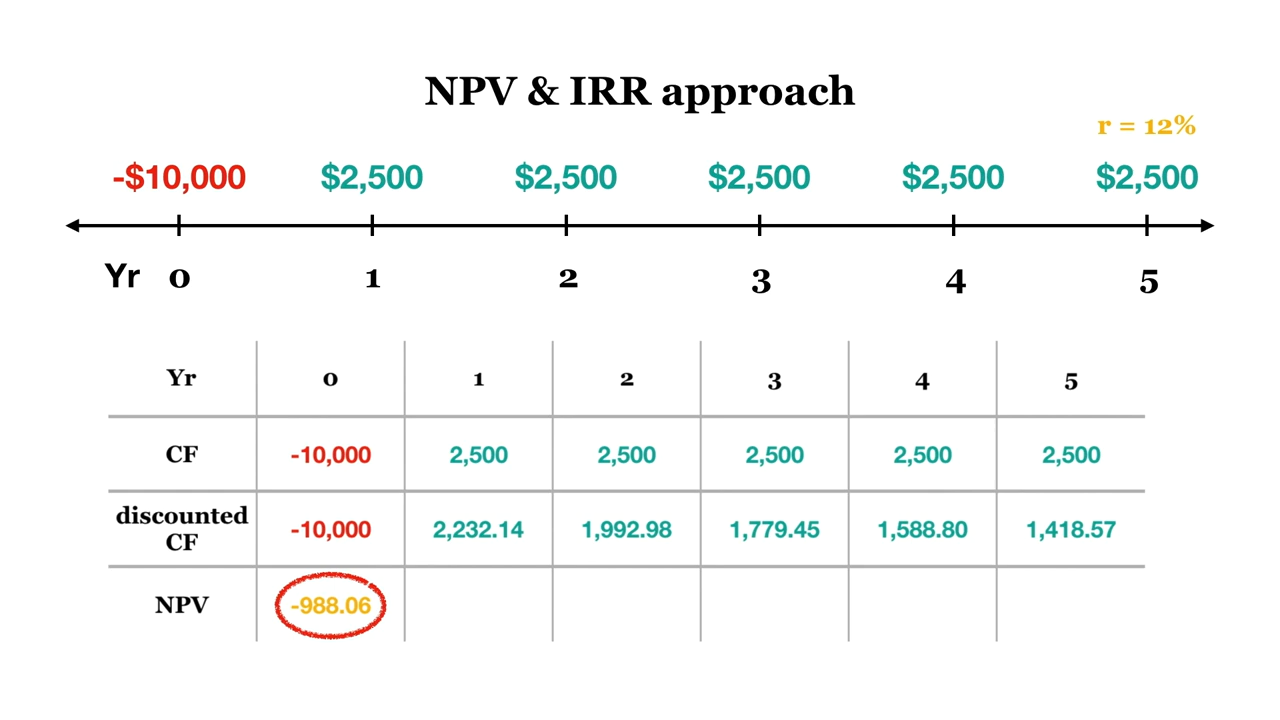 NPV & IRR approach
r = 12%
-$10,000 $2,500 $2,500 $2,500 $2,500 $2,500
Yr 0 1 2 3 4 5
Yr 0 1 2 3 4 5
CF -10,000 2,500 2,500 2,500 2,500 2,500
discounted CF -10,000 2,232.14 1,992.98 1,779.45 1,588.80 1,418.57
NPV -988.06